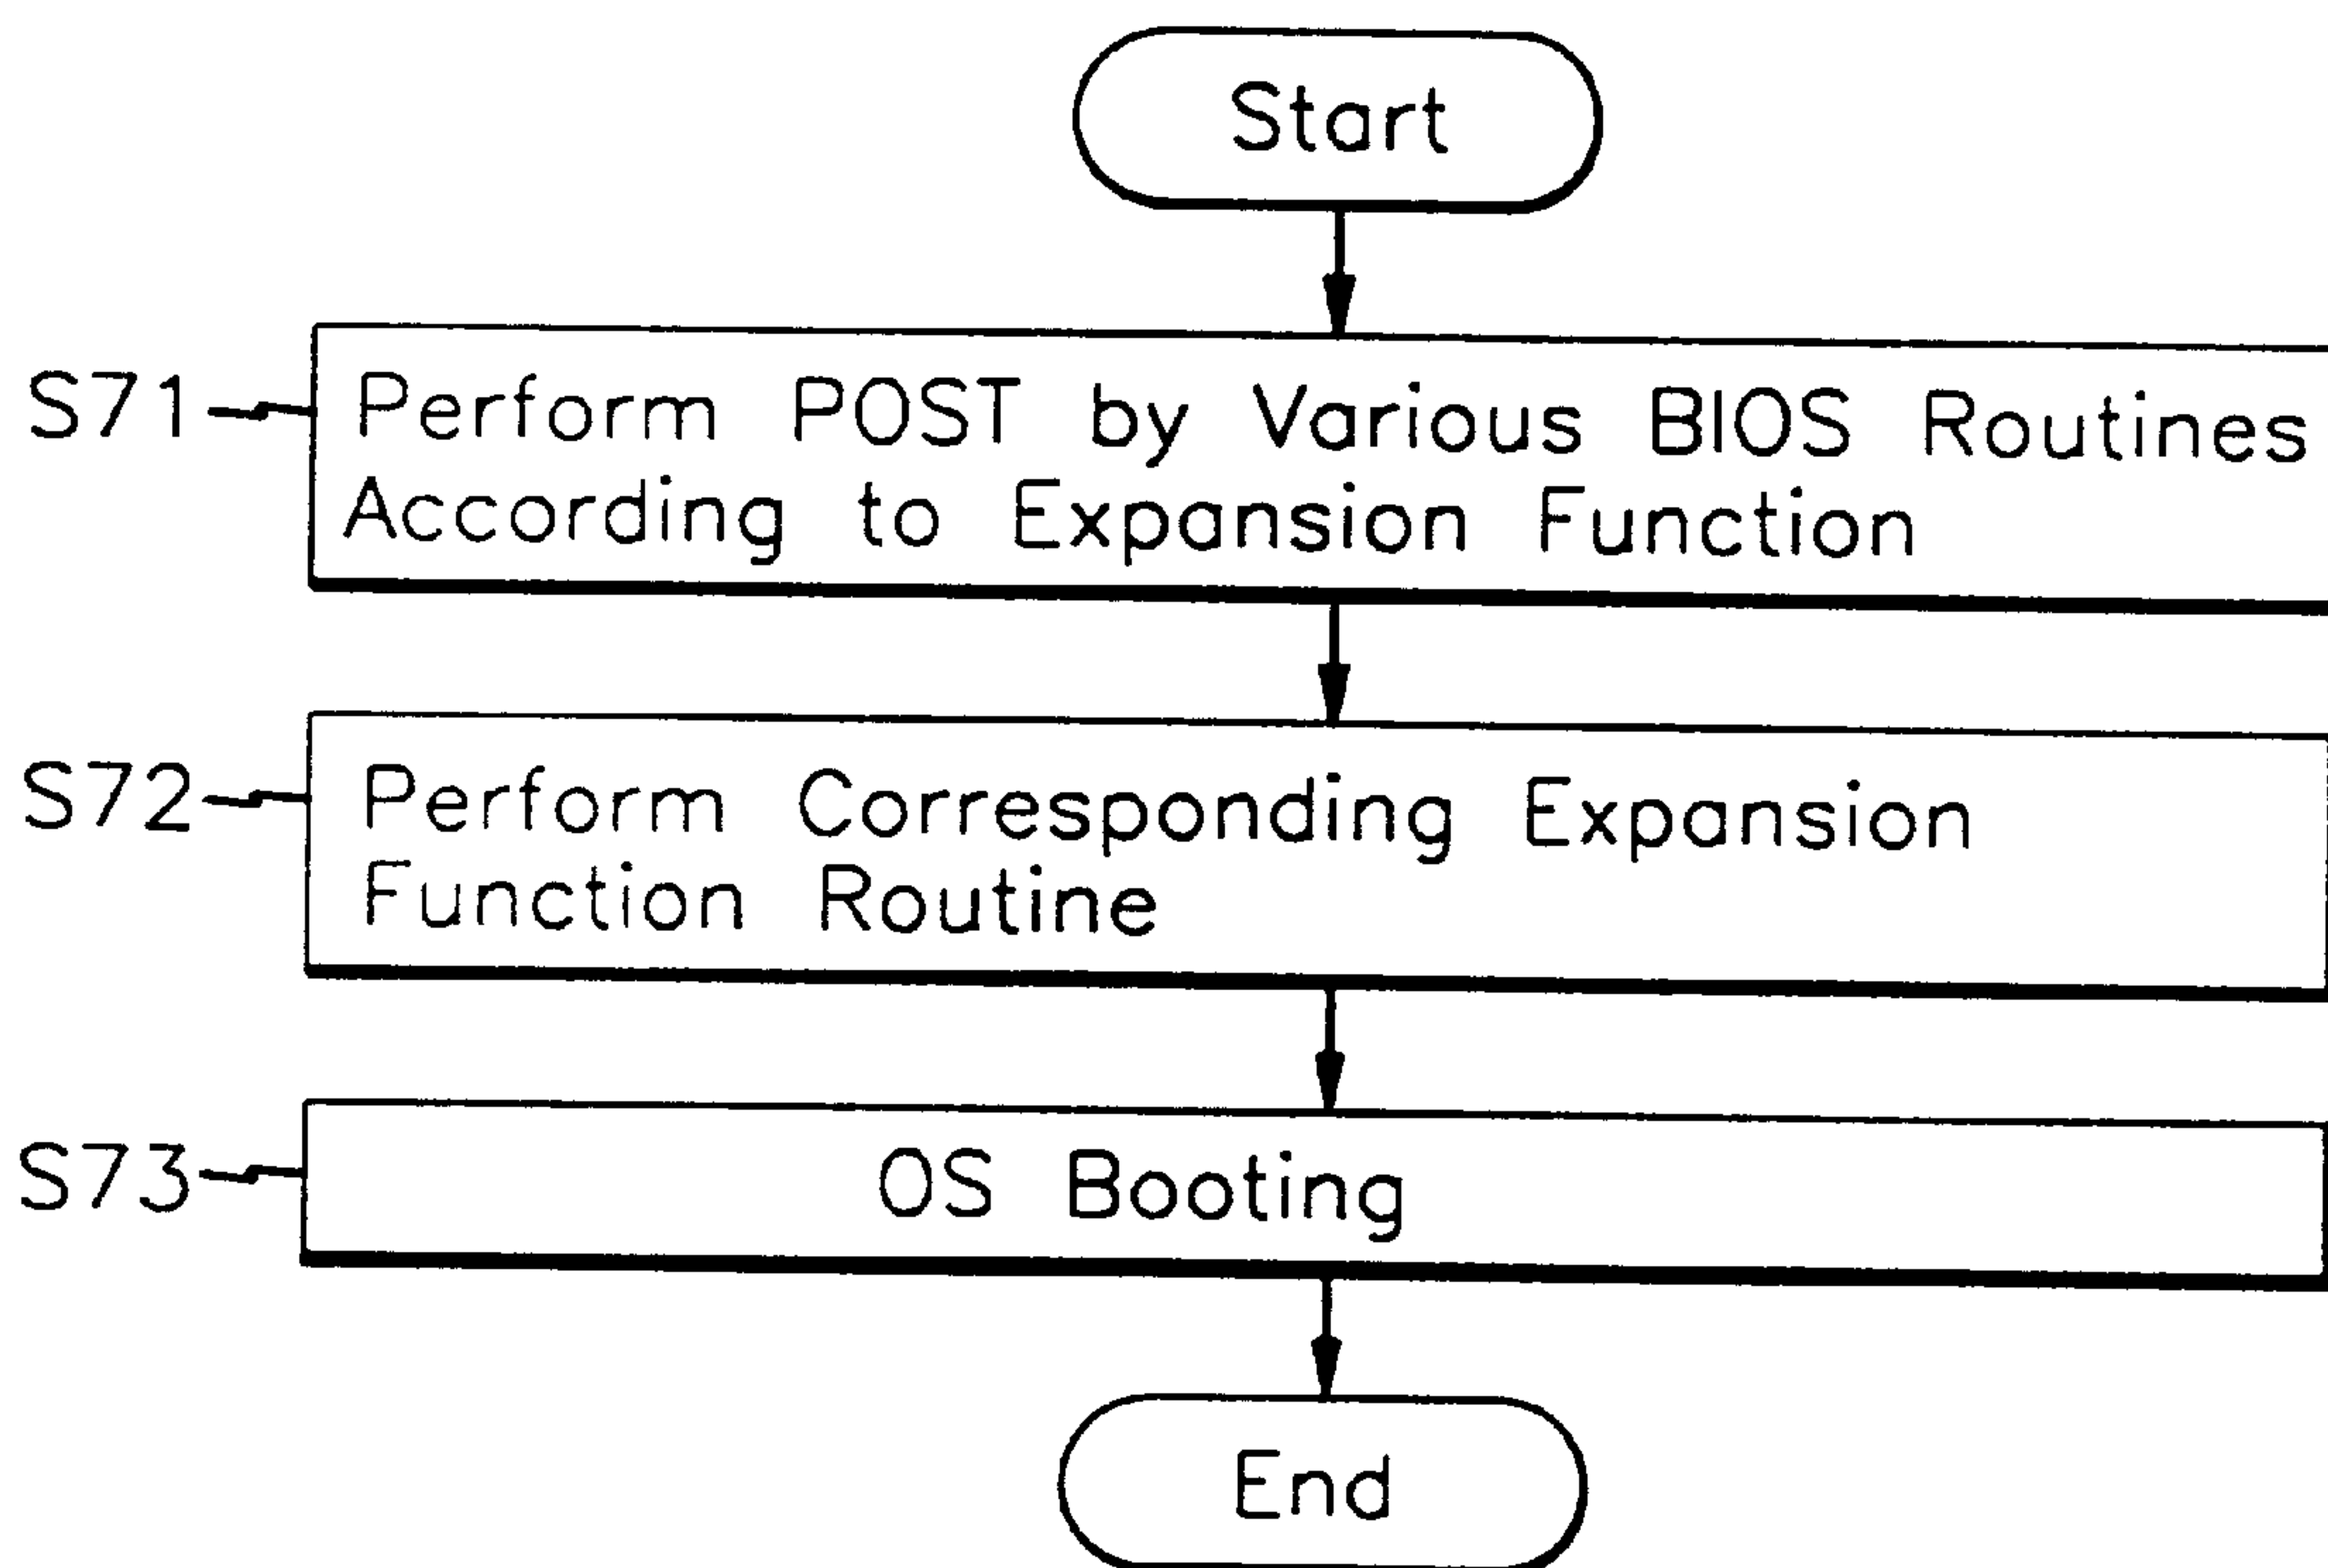 Start
S71
Perform POST by Various BIOS Routines
According to Expansion Function
S72
Perform Corresponding Expansion
Function Routine
S73
OS Booting
End